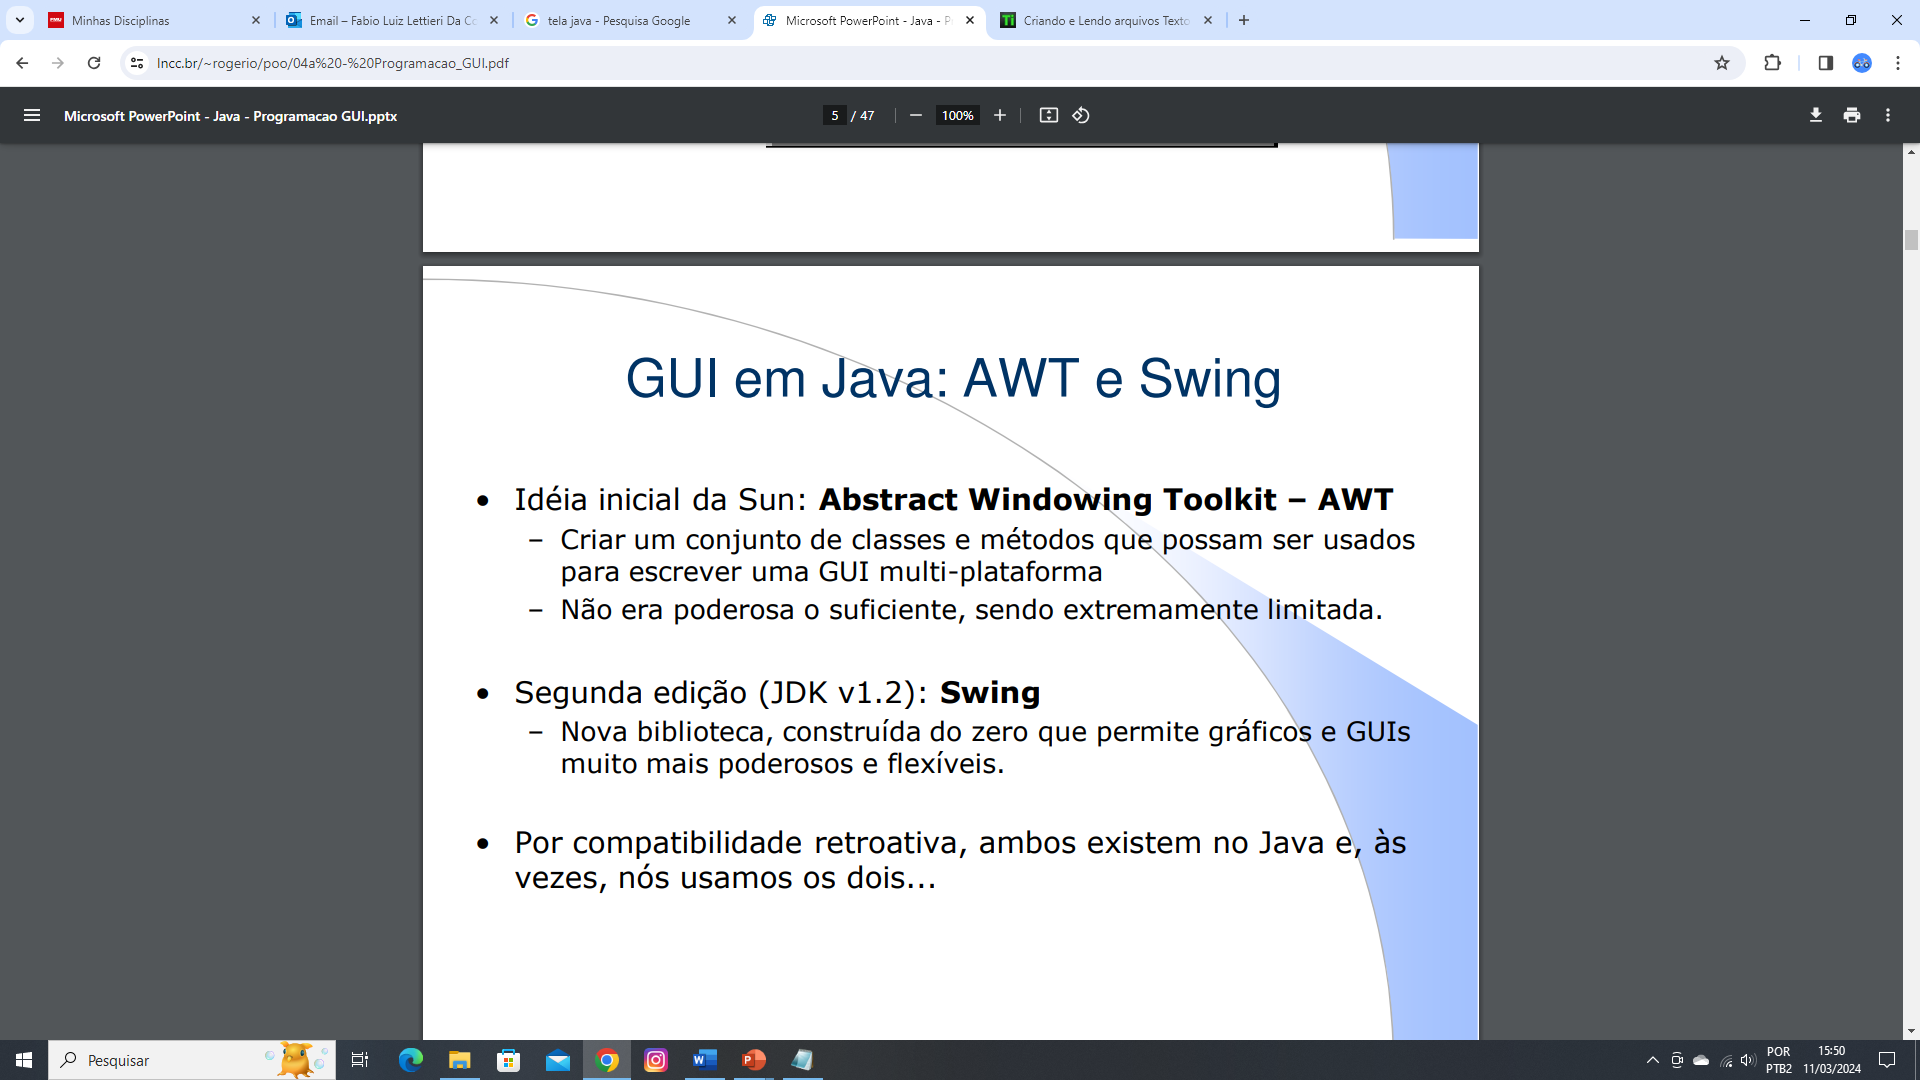 Minhas Disciplinas
Email – Fabio Luiz Lettieri Da Co
tela java - Pesquisa Google
Microsoft PowerPoint - Java - P
Criando e Lendo arquivos Texto
lncc.br/~rogerio/poo/04a%20-%20Programacao_GUI.pdf
Microsoft PowerPoint - Java - Programacao GUI.pptx
5 / 47
100%
GUI em Java: AWT e Swing
• Idéia inicial da Sun: Abstract Windowing Toolkit – AWT
– Criar um conjunto de classes e métodos que possam ser usados
para escrever uma GUI multi-plataforma
– Não era poderosa o suficiente, sendo extremamente limitada.
• Segunda edição (JDK v1.2): Swing
– Nova biblioteca, construída do zero que permite gráficos e GUIs
muito mais poderosos e flexíveis.
• Por compatibilidade retroativa, ambos existem no Java e, às
vezes, nós usamos os dois...
Pesquisar
POR
PTB2
15:50
11/03/2024